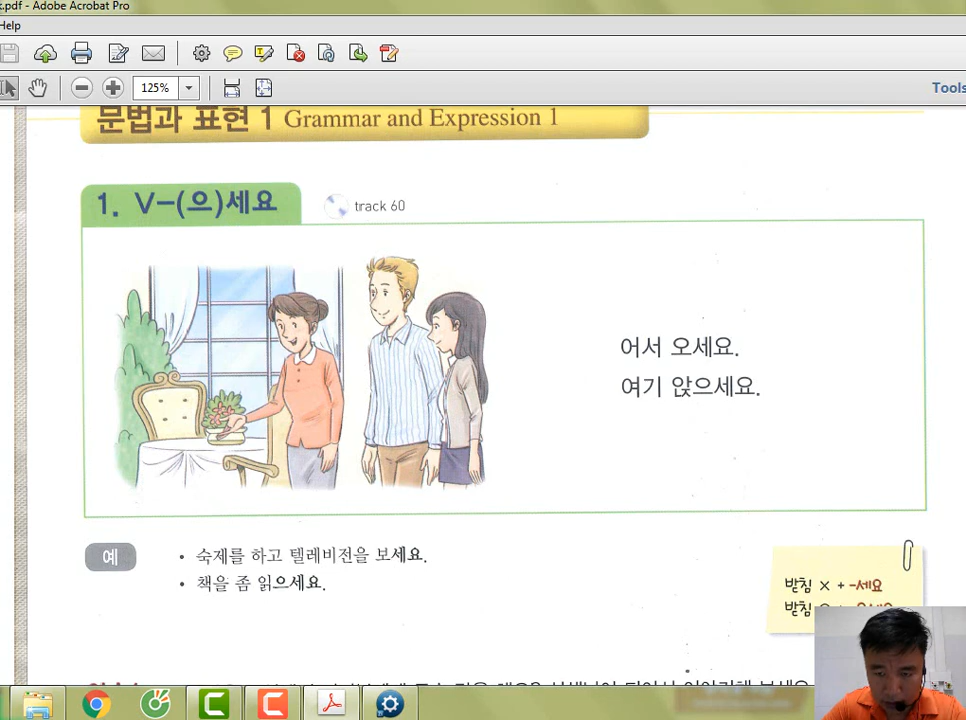 .pdf - Adobe Acrobat Pro
Help
125%
Tools
문법과 표현 1 Grammar and Expression 1
1. V-(으)세요
track 60
어서 오세요.
여기 앉으세요.
예
• 숙제를 하고 텔레비전을 보세요.
• 책을 좀 읽으세요.
받침 × + -세요
받침